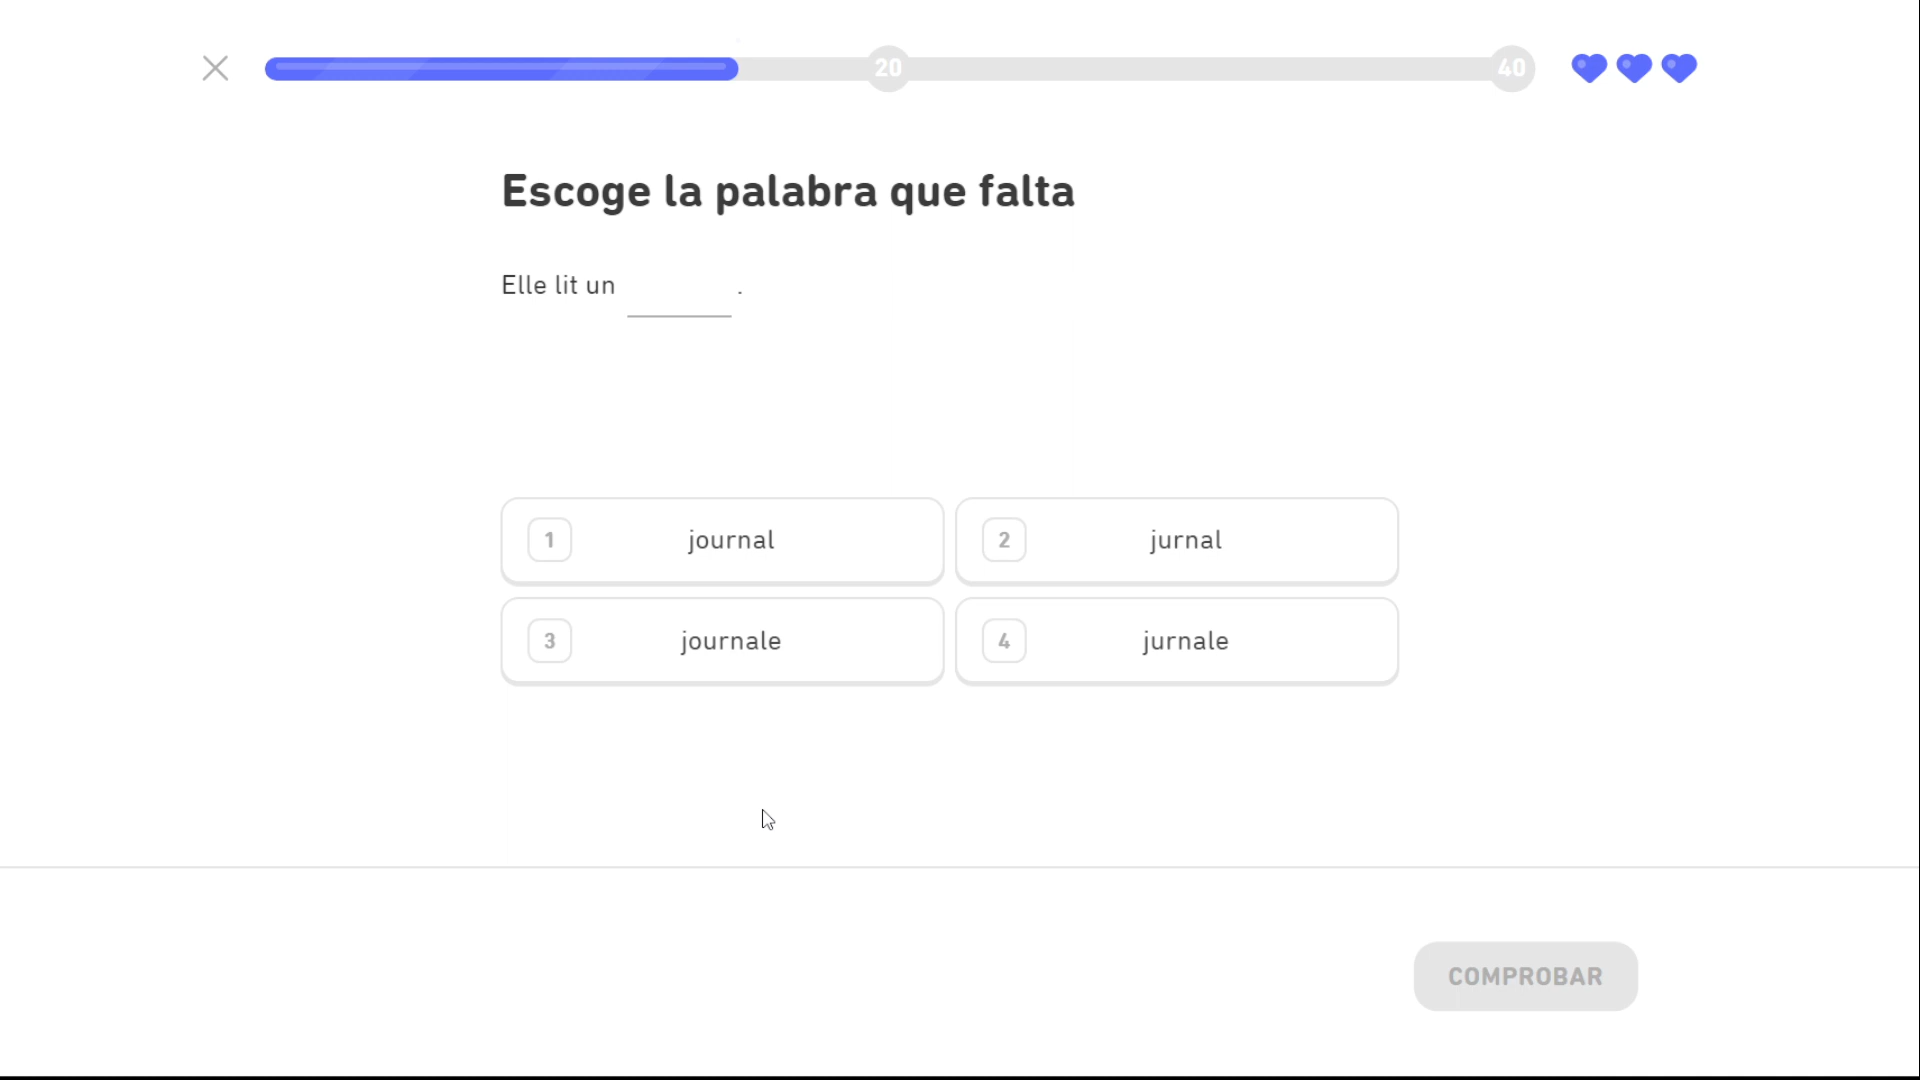 20
40
Escoge la palabra que falta
Elle lit un ______ .
1 journal
2 jurnal
3 journale
4 jurnale
COMPROBAR